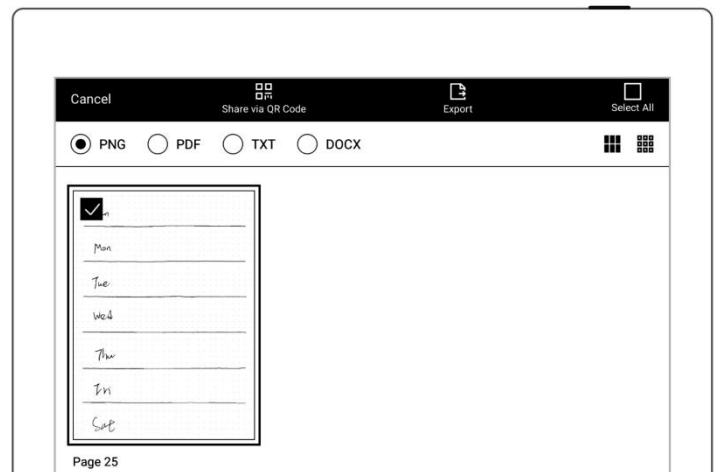 Cancel
Share via QR Code
Export
Select All
PNG PDF TXT DOCX
Mon
Tue
Wed
Thu
Fri
Sat
Page 25